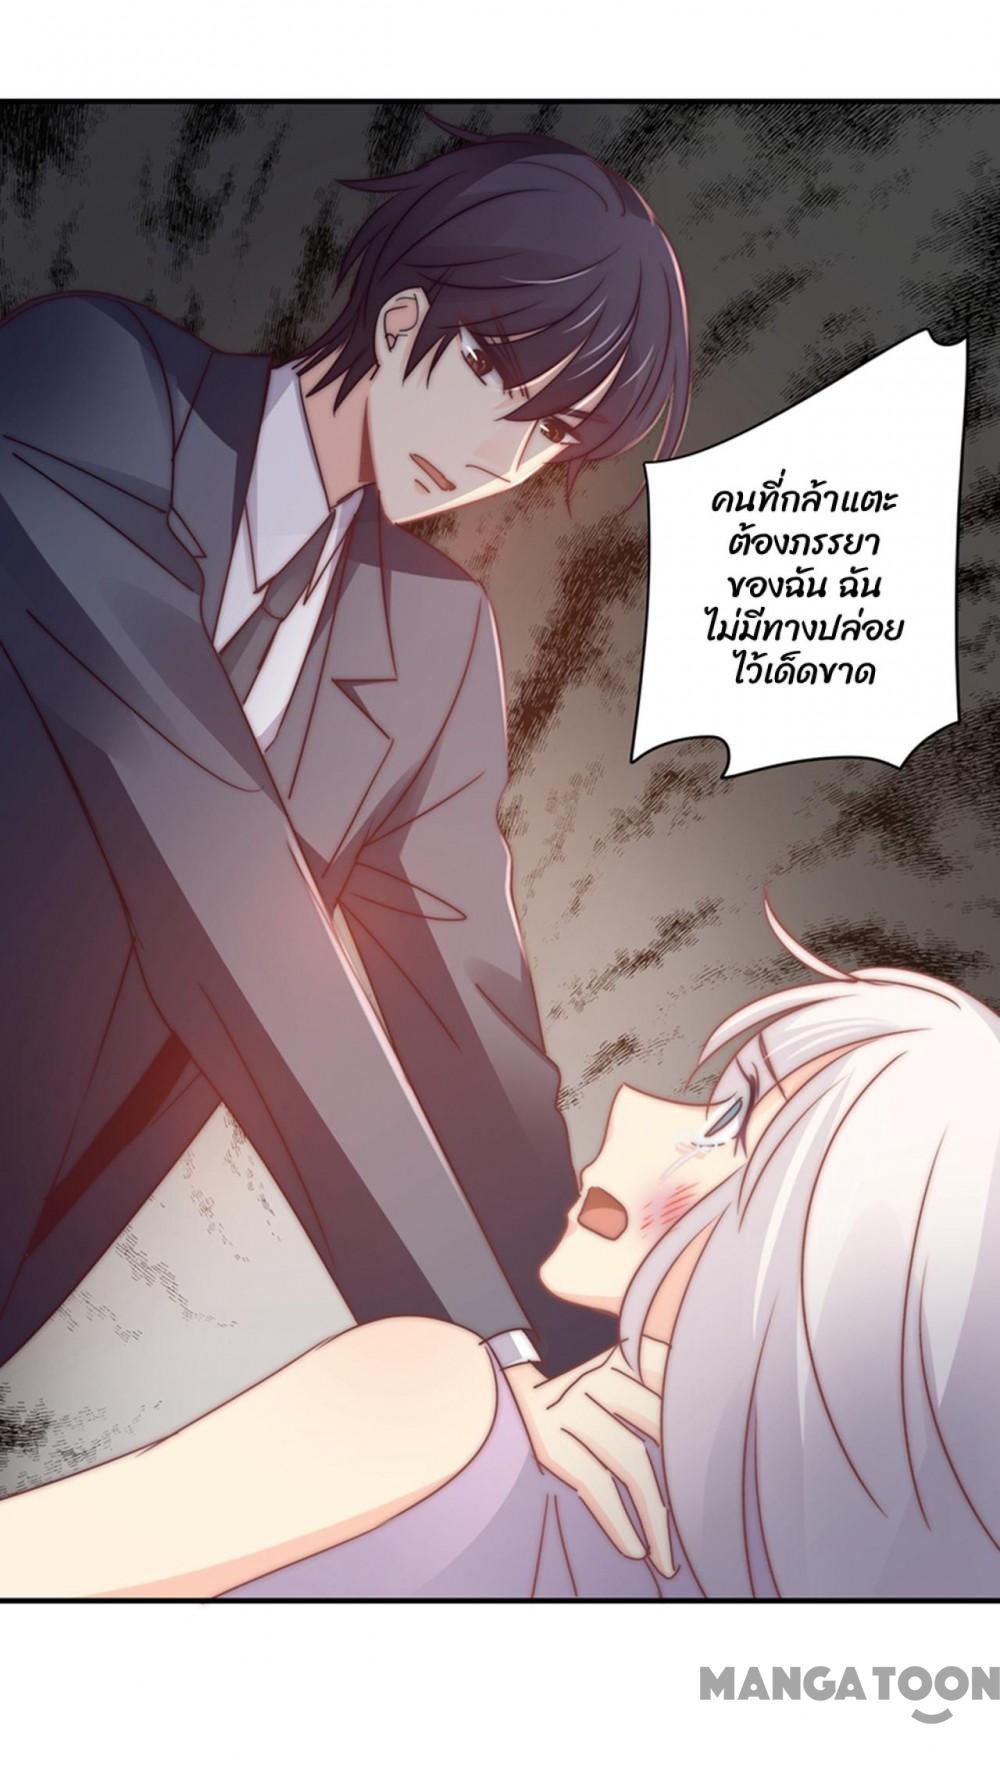 คนที่กล้าแตะ
ต้องภรรยา
ของฉัน ฉัน
ไม่มีทางปล่อย
ไว้เด็ดขาด
MANGATOON